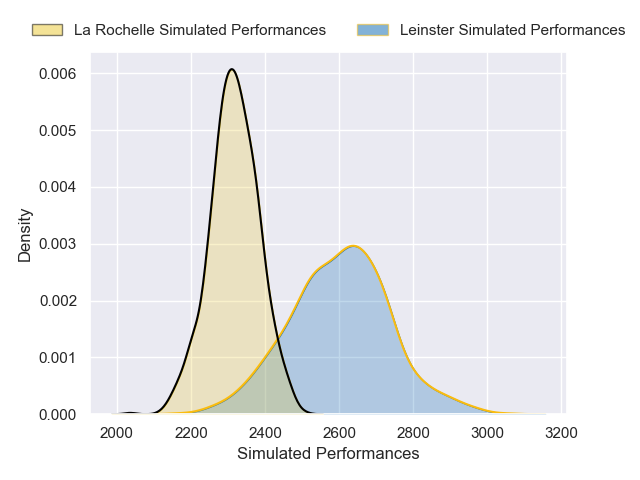 La Rochelle Simulated Performances Leinster Simulated Performances
0.006
0.005
0.004
0.003
0.002
0.001
0.000
Density
2000 2200 2400 2600 2800 3000 3200
Simulated Performances